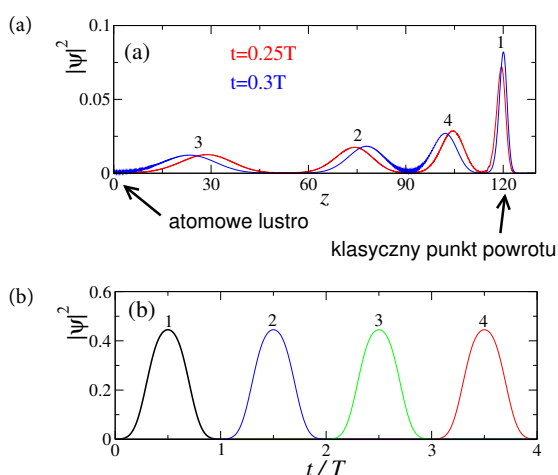 (a)
(a)
|ψ|²
0.1
0.05
0
t=0.25T
t=0.3T
1
2
3
4
0
30
60
90
120
z
atomowe lustro
klasyczny punkt powrotu
(b)
(b)
|ψ|²
0.6
0.4
0.2
0
1
2
3
4
0
1
2
3
4
t / T